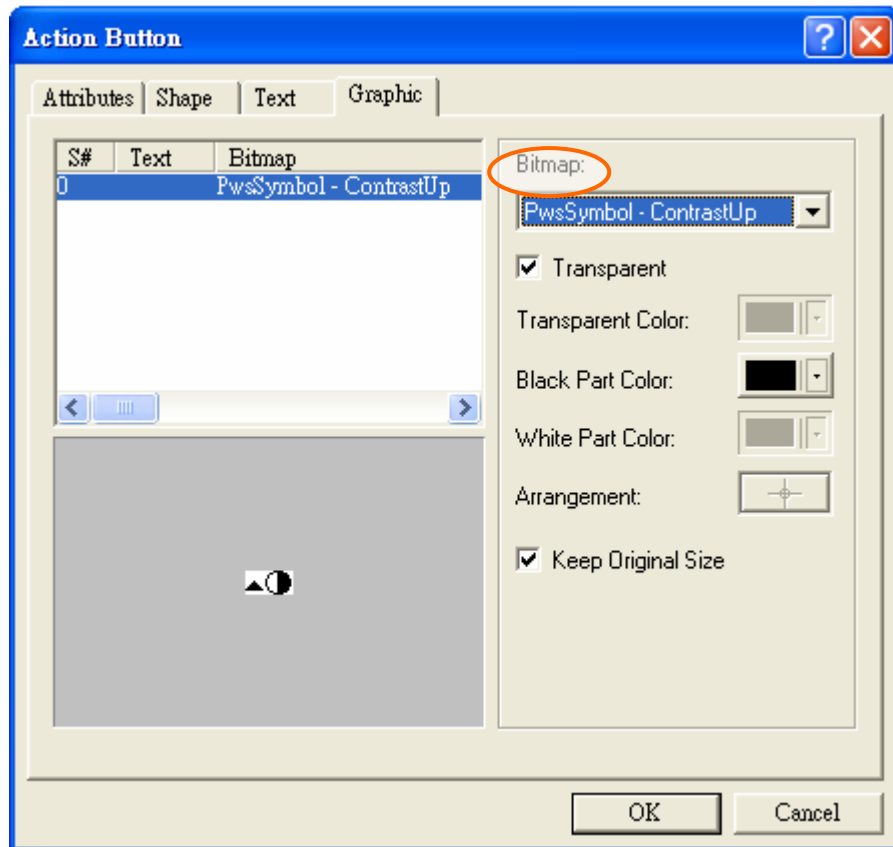 Action Button
Attributes Shape Text Graphic
S# Text Bitmap
0 PwsSymbol - ContrastUp
Bitmap:
PwsSymbol - ContrastUp
Transparent
Transparent Color:
Black Part Color:
White Part Color:
Arrangement:
Keep Original Size
OK Cancel